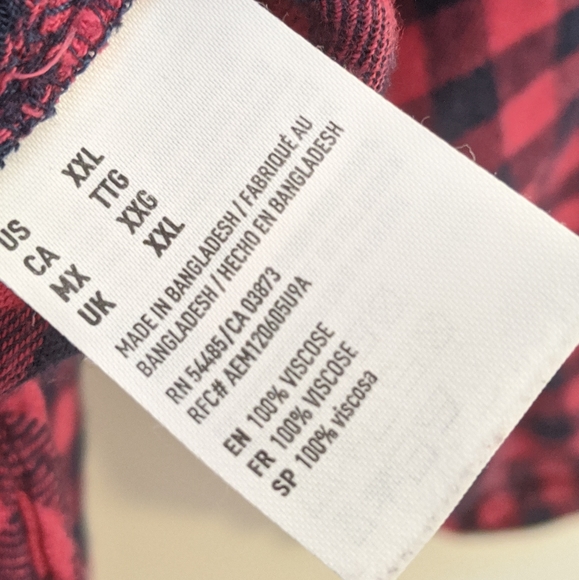 US XXL
CA TTG
MX XXG
UK XXL
MADE IN BANGLADESH / FABRIQUÉ AU
BANGLADESH / HECHO EN BANGLADESH
RN 54485 / CA 03873
RFC# AEM120605U9A
EN 100% VISCOSE
FR 100% VISCOSE
SP 100% viscosa